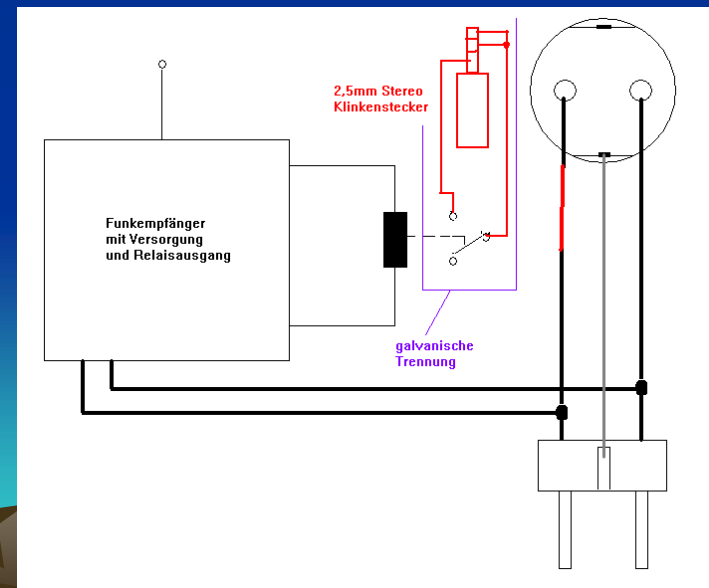 2,5mm Stereo
Klinkenstecker
Funkempfänger
mit Versorgung
und Relaisausgang
galvanische
Trennung